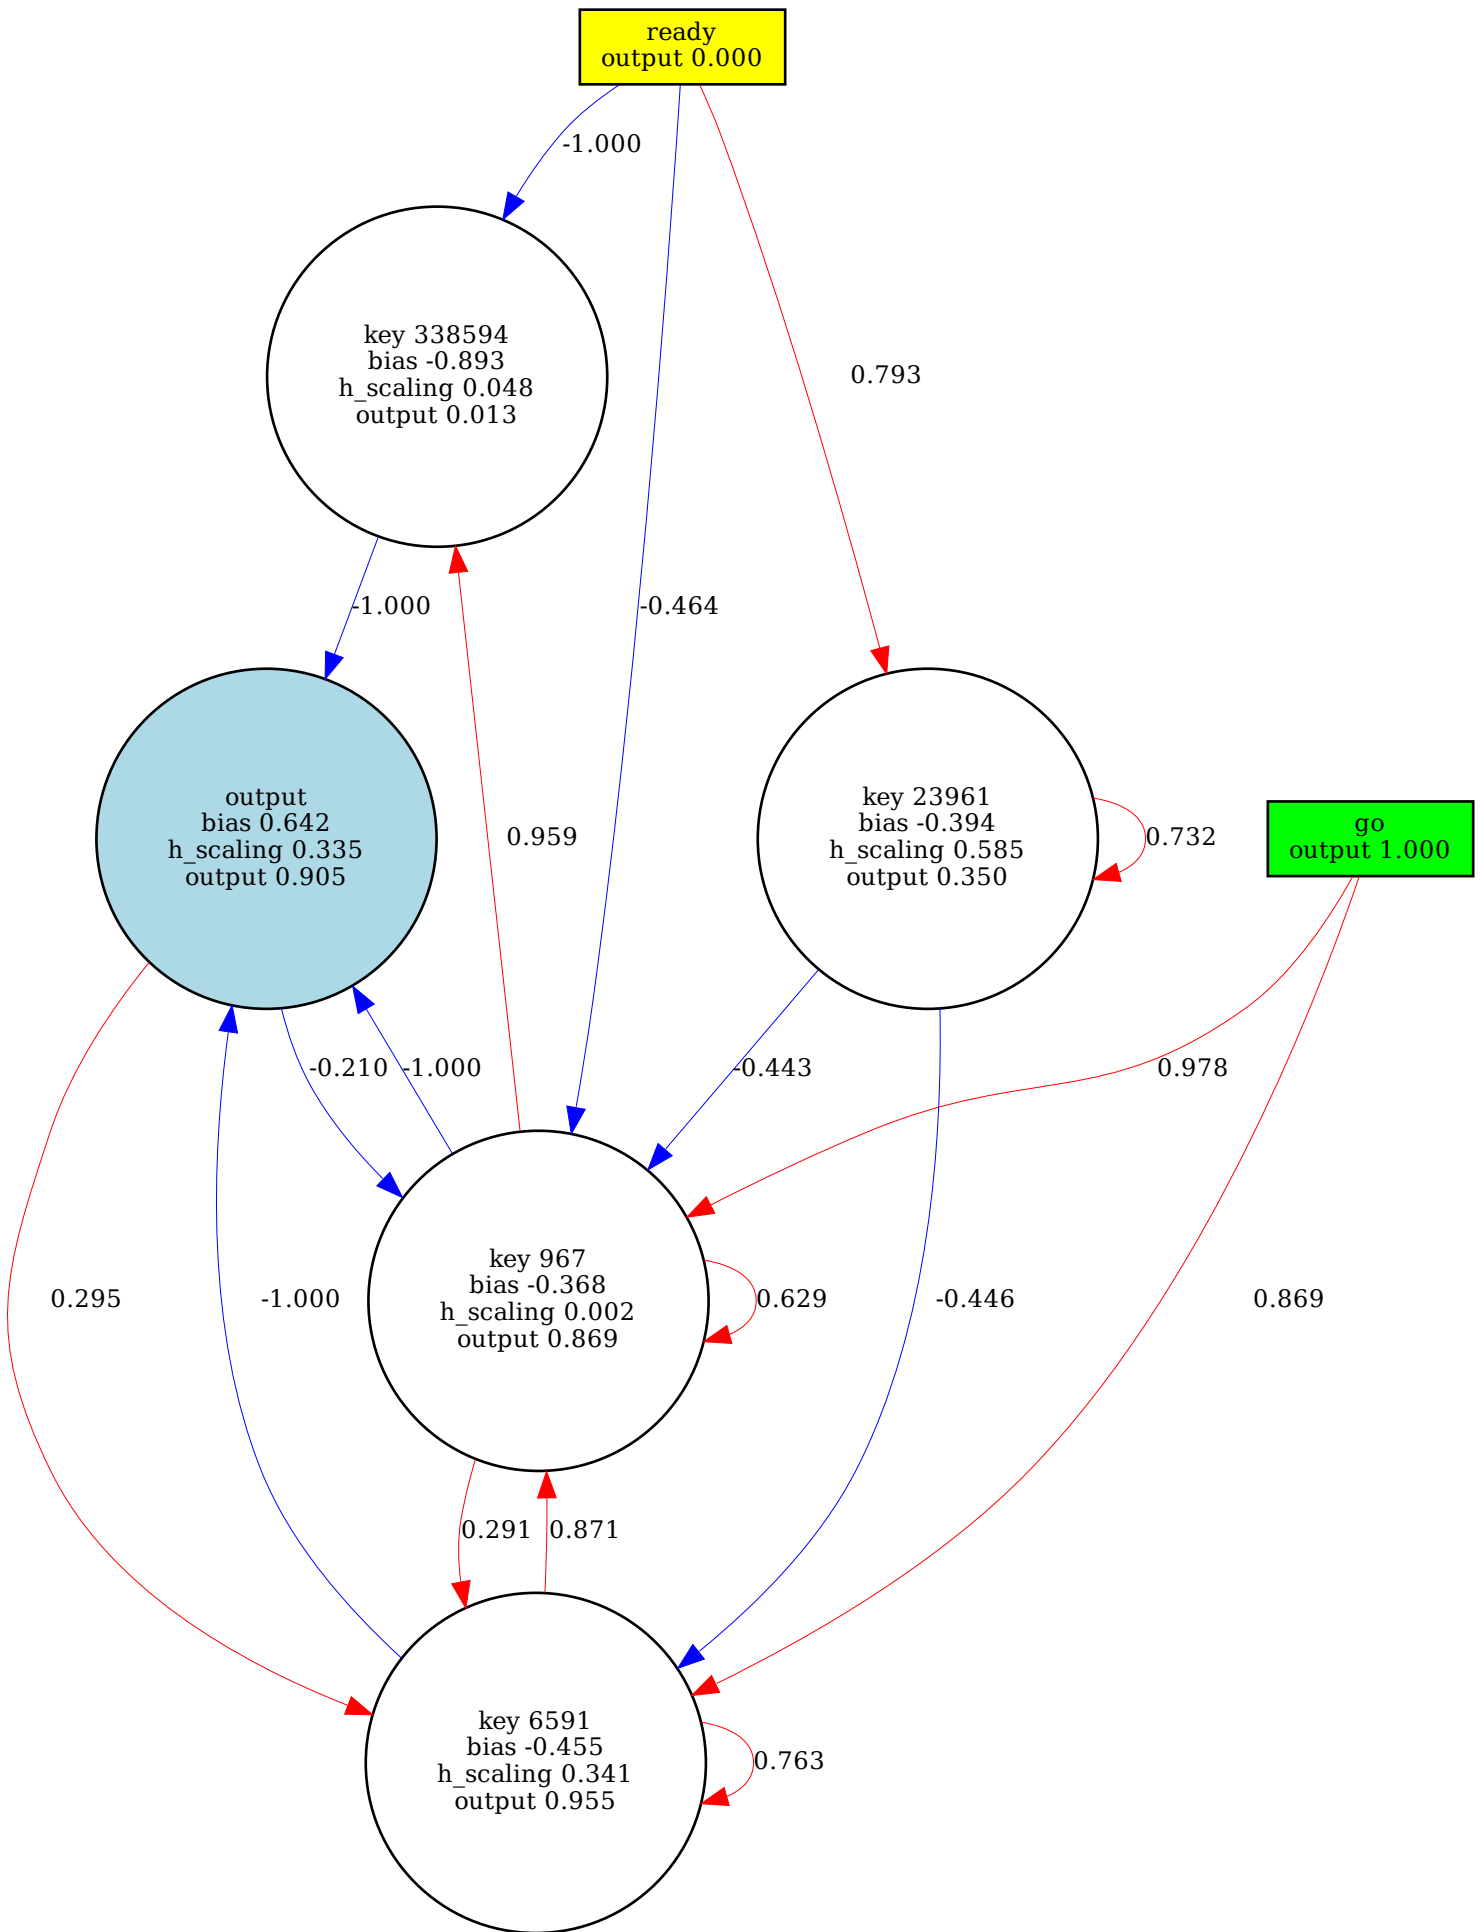 ready
output 0.000
-1.000
key 338594
bias -0.893
h_scaling 0.048
output 0.013
0.793
-1.000
-0.464
output
bias 0.642
h_scaling 0.335
output 0.905
0.959
key 23961
bias -0.394
h_scaling 0.585
output 0.350
0.732
go
output 1.000
-0.210
-1.000
-0.443
0.978
0.295
-1.000
key 967
bias -0.368
h_scaling 0.002
output 0.869
0.629
-0.446
0.869
0.291
0.871
key 6591
bias -0.455
h_scaling 0.341
output 0.955
0.763